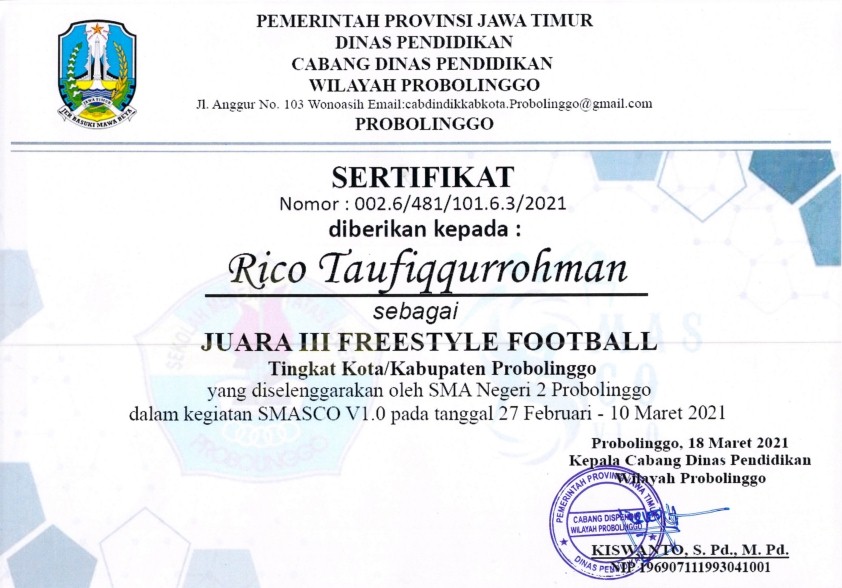 PEMERINTAH PROVINSI JAWA TIMUR
DINAS PENDIDIKAN
CABANG DINAS PENDIDIKAN
WILAYAH PROBOLINGGO
Jl. Anggur No. 103 Wonoasih Email:cabdindikkabkota.Probolinggo@gmail.com
PROBOLINGGO
JAWA TIMUR
JER BASUKI MAWA BEYA
SERTIFIKAT
Nomor : 002.6/481/101.6.3/2021
diberikan kepada :
Rico Taufiqqurrohman
sebagai
JUARA III FREESTYLE FOOTBALL
Tingkat Kota/Kabupaten Probolinggo
yang diselenggarakan oleh SMA Negeri 2 Probolinggo
dalam kegiatan SMASCO V1.0 pada tanggal 27 Februari - 10 Maret 2021
PROBOLINGGO
Probolinggo, 18 Maret 2021
Kepala Cabang Dinas Pendidikan
Wilayah Probolinggo
PEMERINTAH PROVINSI JAWA TIMUR
CABANG DISPENDIK
WILAYAH PROBOLINGGO
DINAS PENDIDIKAN
KISWANTO, S. Pd., M. Pd.
NIP 196907111993041001